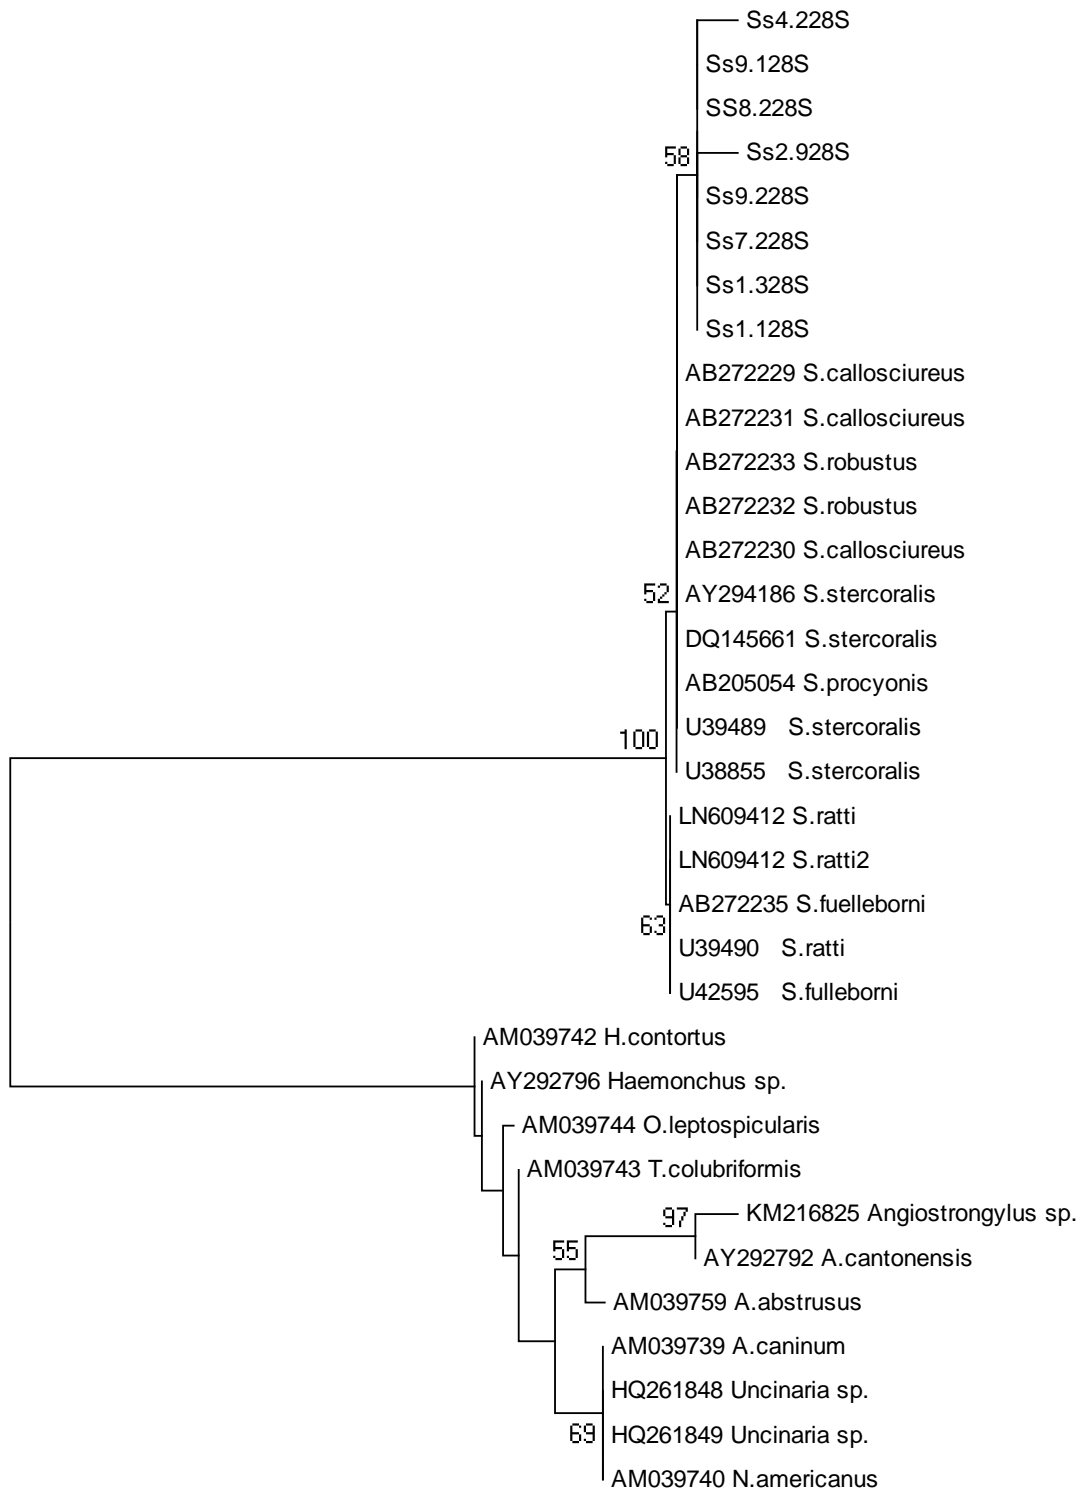 Ss4.228S
Ss9.128S
SS8.228S
Ss2.928S
58
Ss9.228S
Ss7.228S
Ss1.328S
Ss1.128S
AB272229 S.callosciureus
AB272231 S.callosciureus
AB272233 S.robustus
AB272232 S.robustus
AB272230 S.callosciureus
52
AY294186 S.stercoralis
DQ145661 S.stercoralis
AB205054 S.procyonis
U39489 S.stercoralis
100
U38855 S.stercoralis
LN609412 S.ratti
LN609412 S.ratti2
AB272235 S.fuelleborni
63
U39490 S.ratti
U42595 S.fulleborni
AM039742 H.contortus
AY292796 Haemonchus sp.
AM039744 O.leptospicularis
AM039743 T.colubriformis
97
KM216825 Angiostrongylus sp.
55
AY292792 A.cantonensis
AM039759 A.abstrusus
AM039739 A.caninum
HQ261848 Uncinaria sp.
69
HQ261849 Uncinaria sp.
AM039740 N.americanus